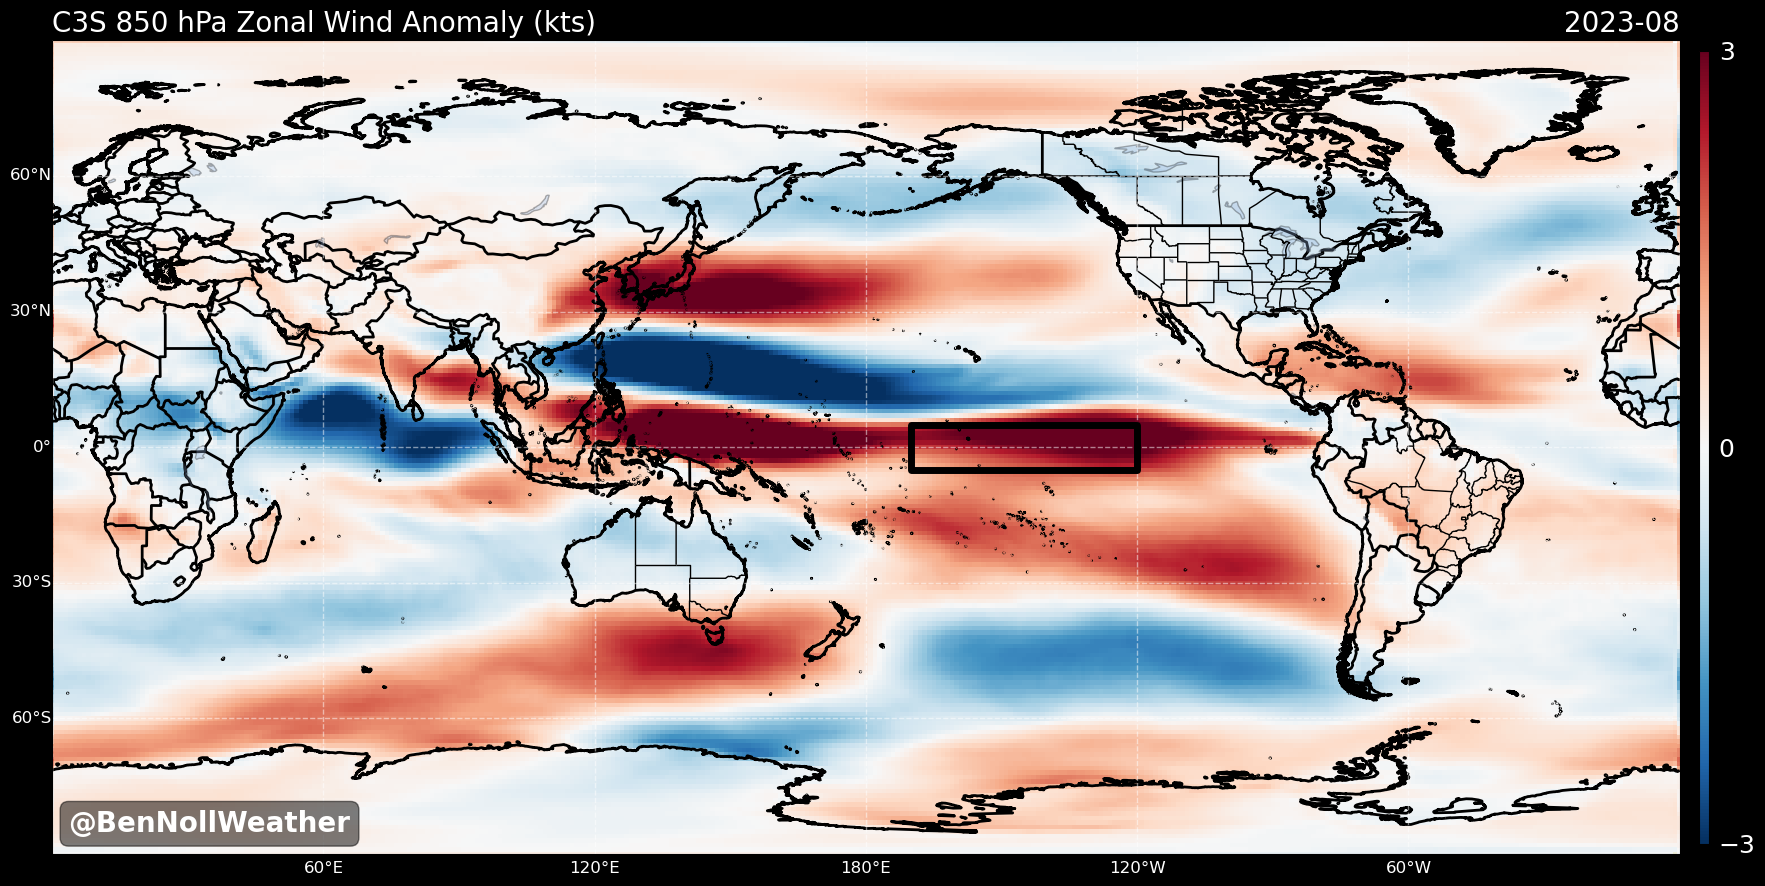 C3S 850 hPa Zonal Wind Anomaly (kts)
2023-08
3
60°N
30°N
0°
0
30°S
60°S
@BenNollWeather
−3
60°E
120°E
180°E
120°W
60°W